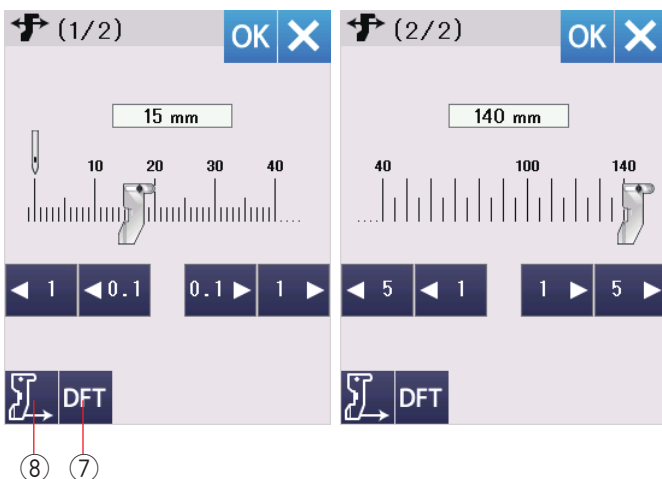 (1/2)
OK
15 mm
10 20 30 40
◀ 1 ◀0.1 0.1▶ 1 ▶
DFT
⑧ ⑦
(2/2)
OK
140 mm
40 100 140
◀ 5 ◀ 1 1 ▶ 5 ▶
DFT